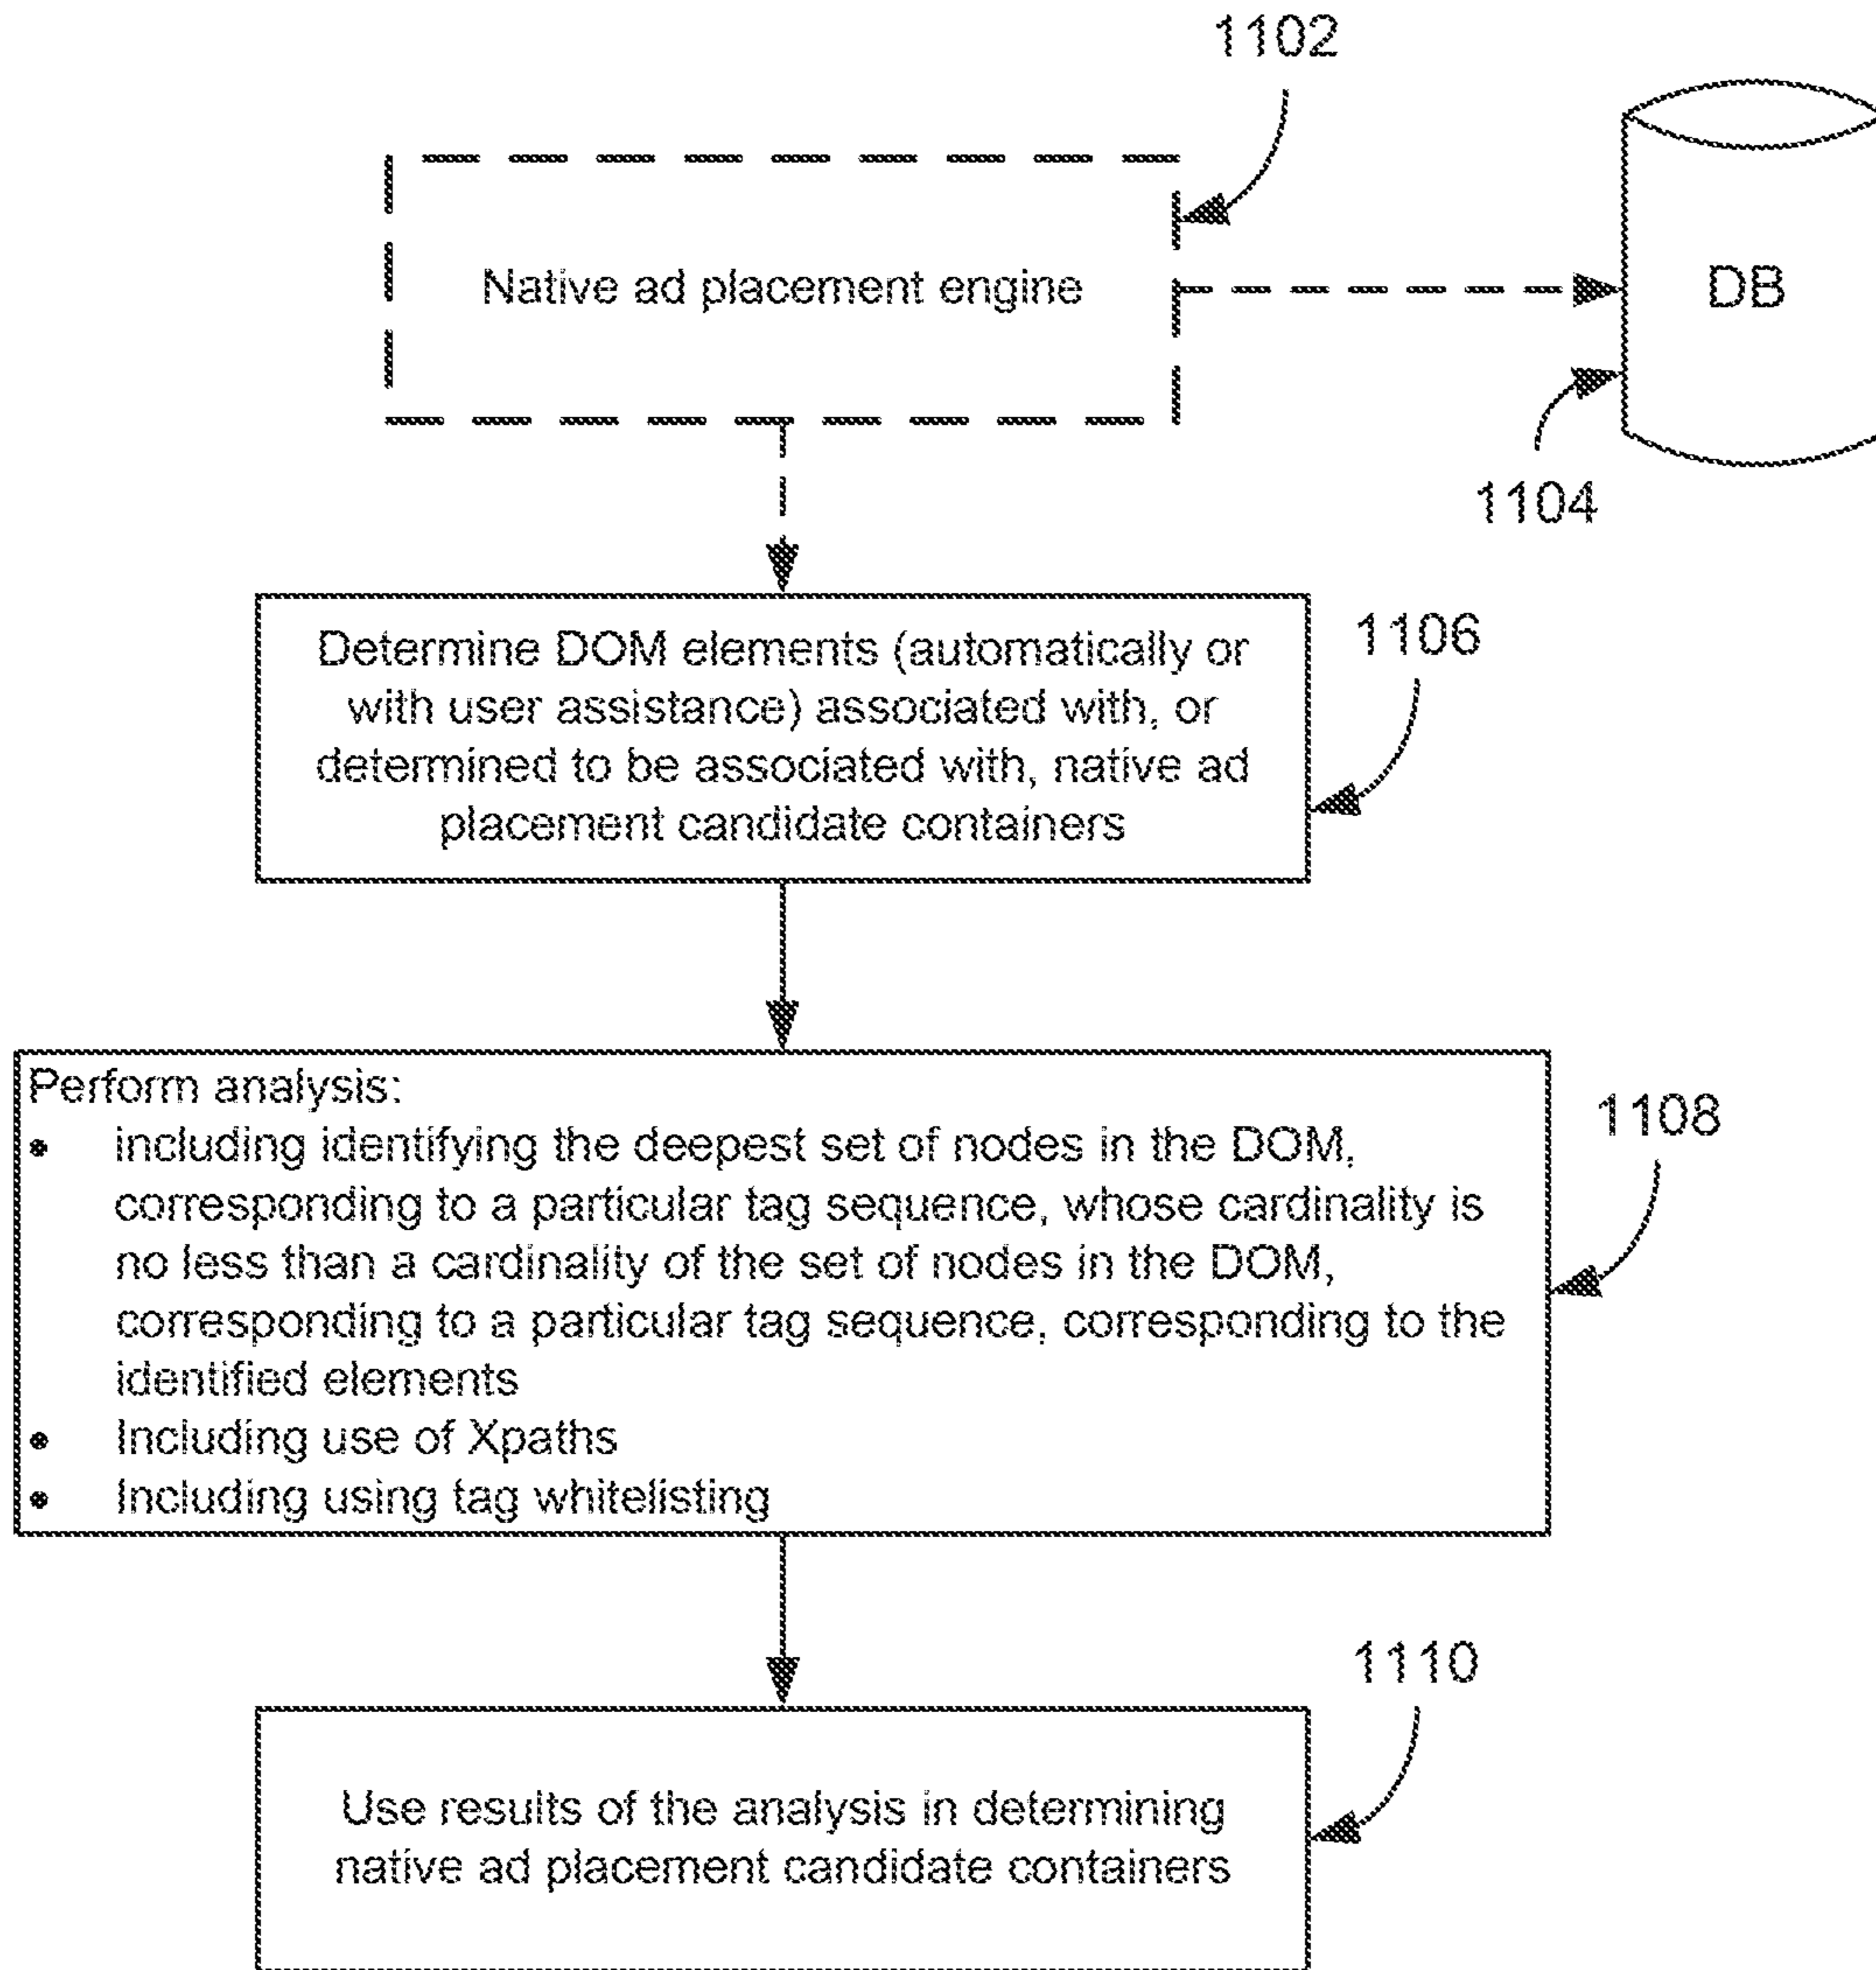 1102
Native ad placement engine
DB
1104
Determine DOM elements (automatically or
with user assistance) associated with, or
determined to be associated with, native ad
placement candidate containers
1106
Perform analysis:
• including identifying the deepest set of nodes in the DOM,
corresponding to a particular tag sequence, whose cardinality is
no less than a cardinality of the set of nodes in the DOM,
corresponding to a particular tag sequence, corresponding to the
identified elements
• Including use of Xpaths
• Including using tag whitelisting
1108
1110
Use results of the analysis in determining
native ad placement candidate containers